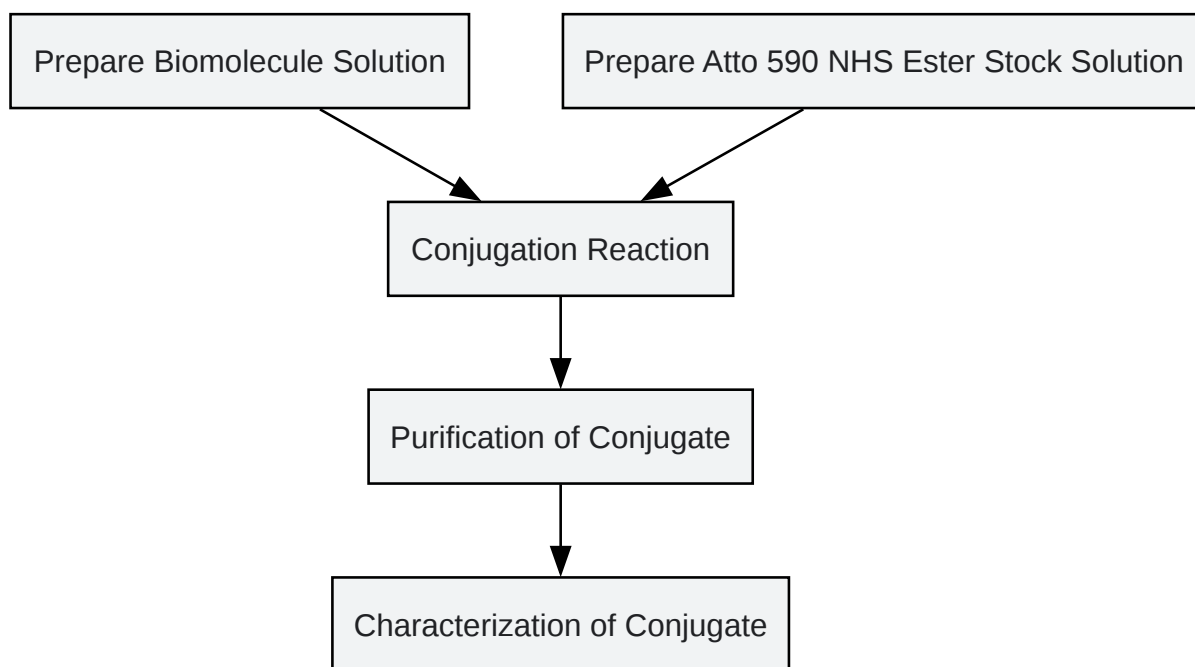 Prepare Biomolecule Solution
Prepare Atto 590 NHS Ester Stock Solution
Conjugation Reaction
Purification of Conjugate
Characterization of Conjugate